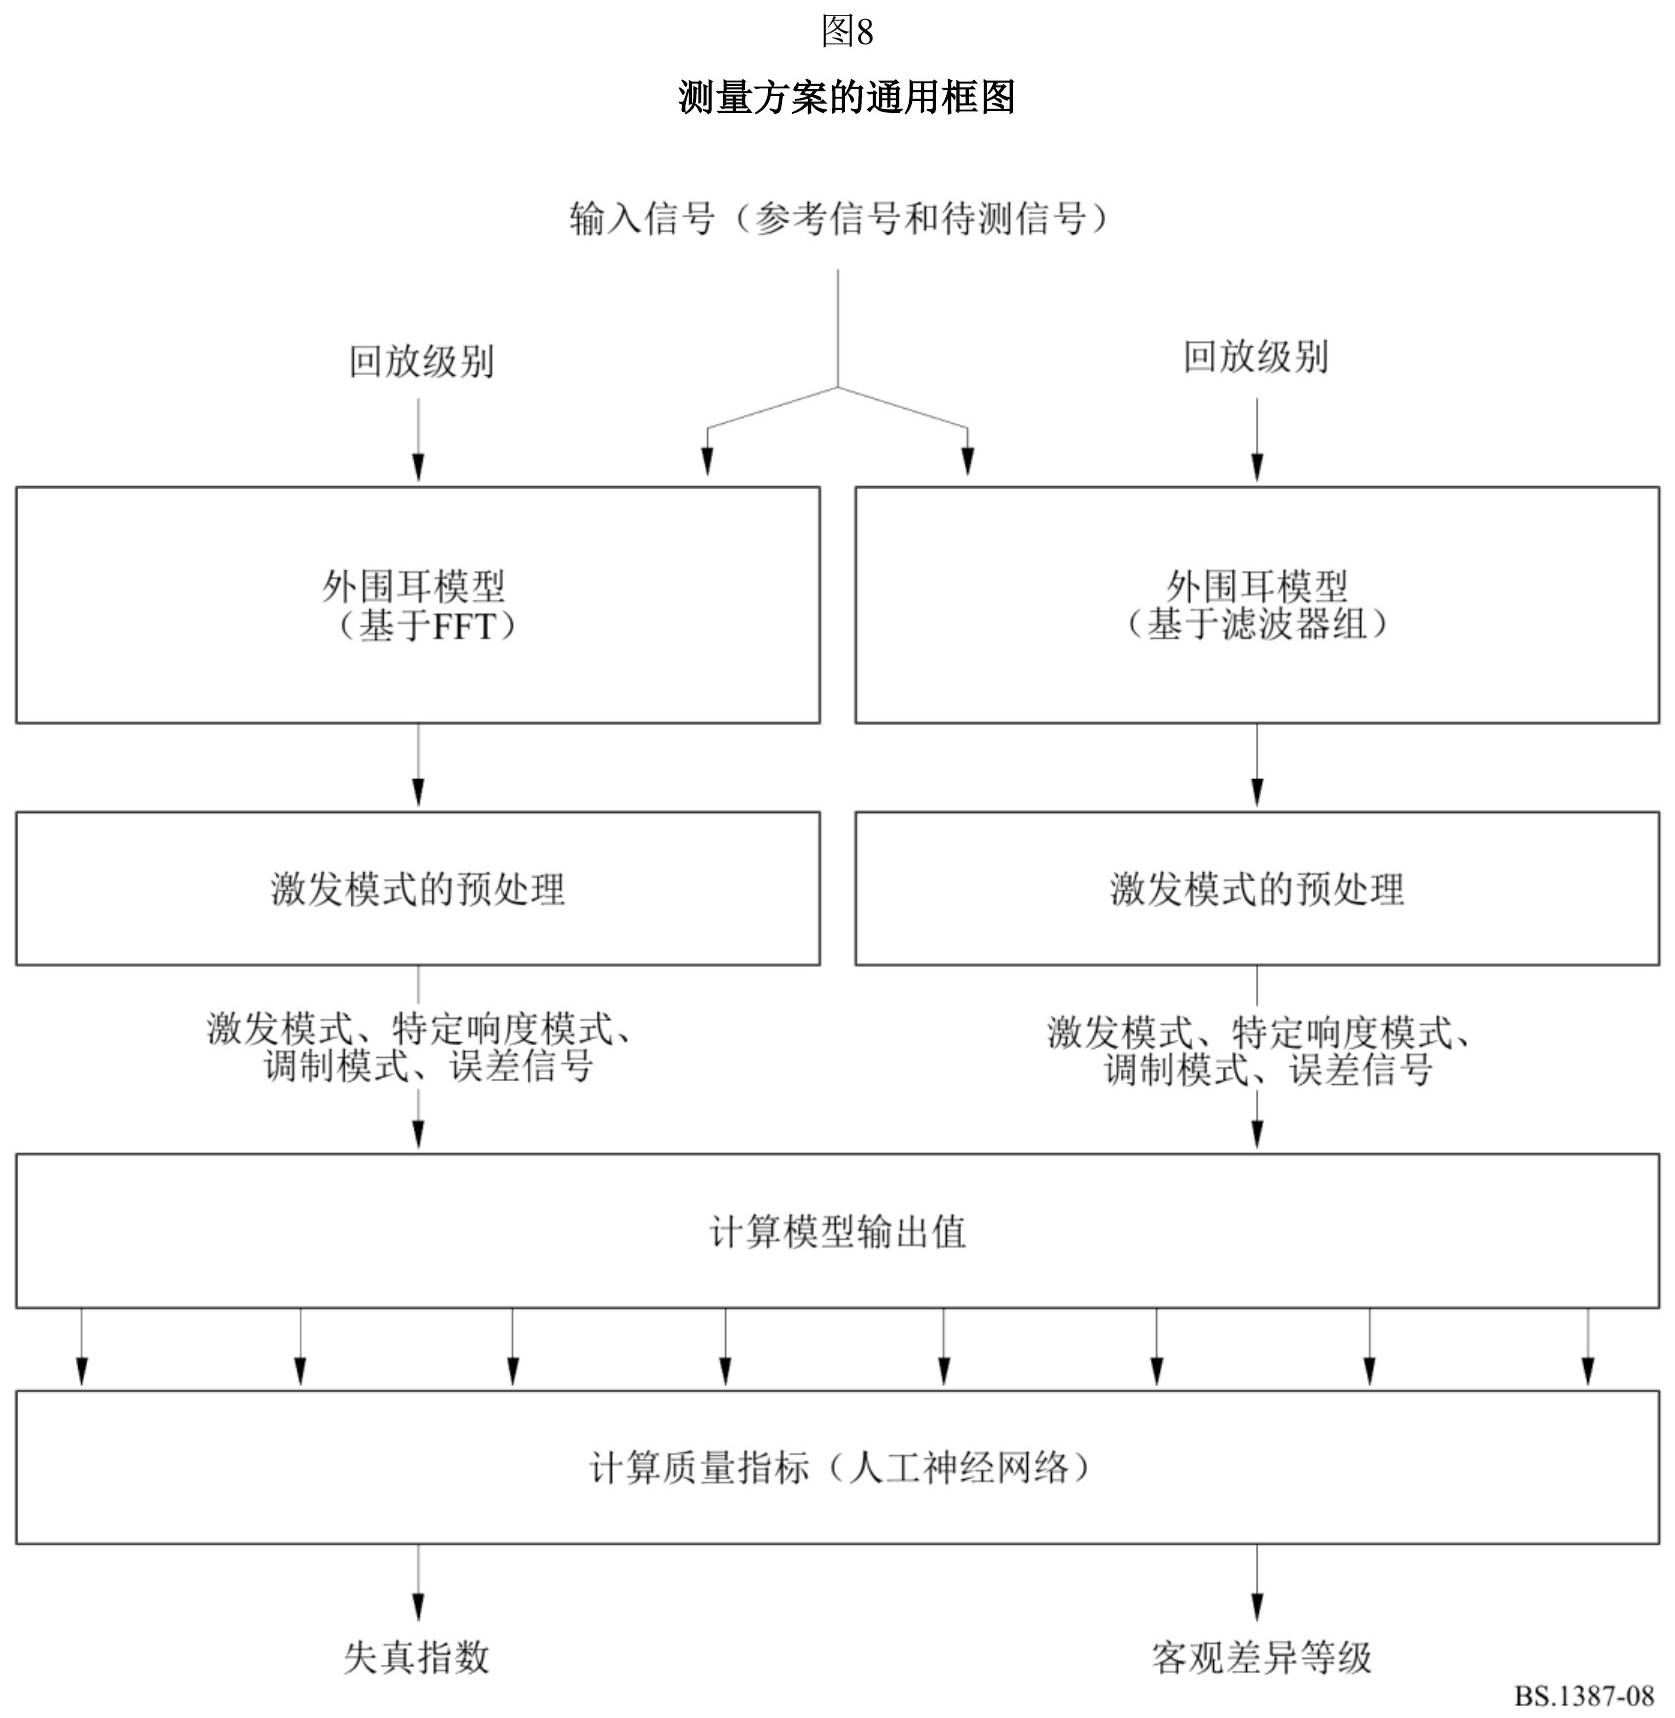 图8
测量方案的通用框图
输入信号（参考信号和待测信号）
回放级别
回放级别
外围耳模型
（基于FFT）
外围耳模型
（基于滤波器组）
激发模式的预处理
激发模式的预处理
激发模式、特定响度模式、
调制模式、误差信号
激发模式、特定响度模式、
调制模式、误差信号
计算模型输出值
计算质量指标（人工神经网络）
失真指数
客观差异等级
BS.1387-08